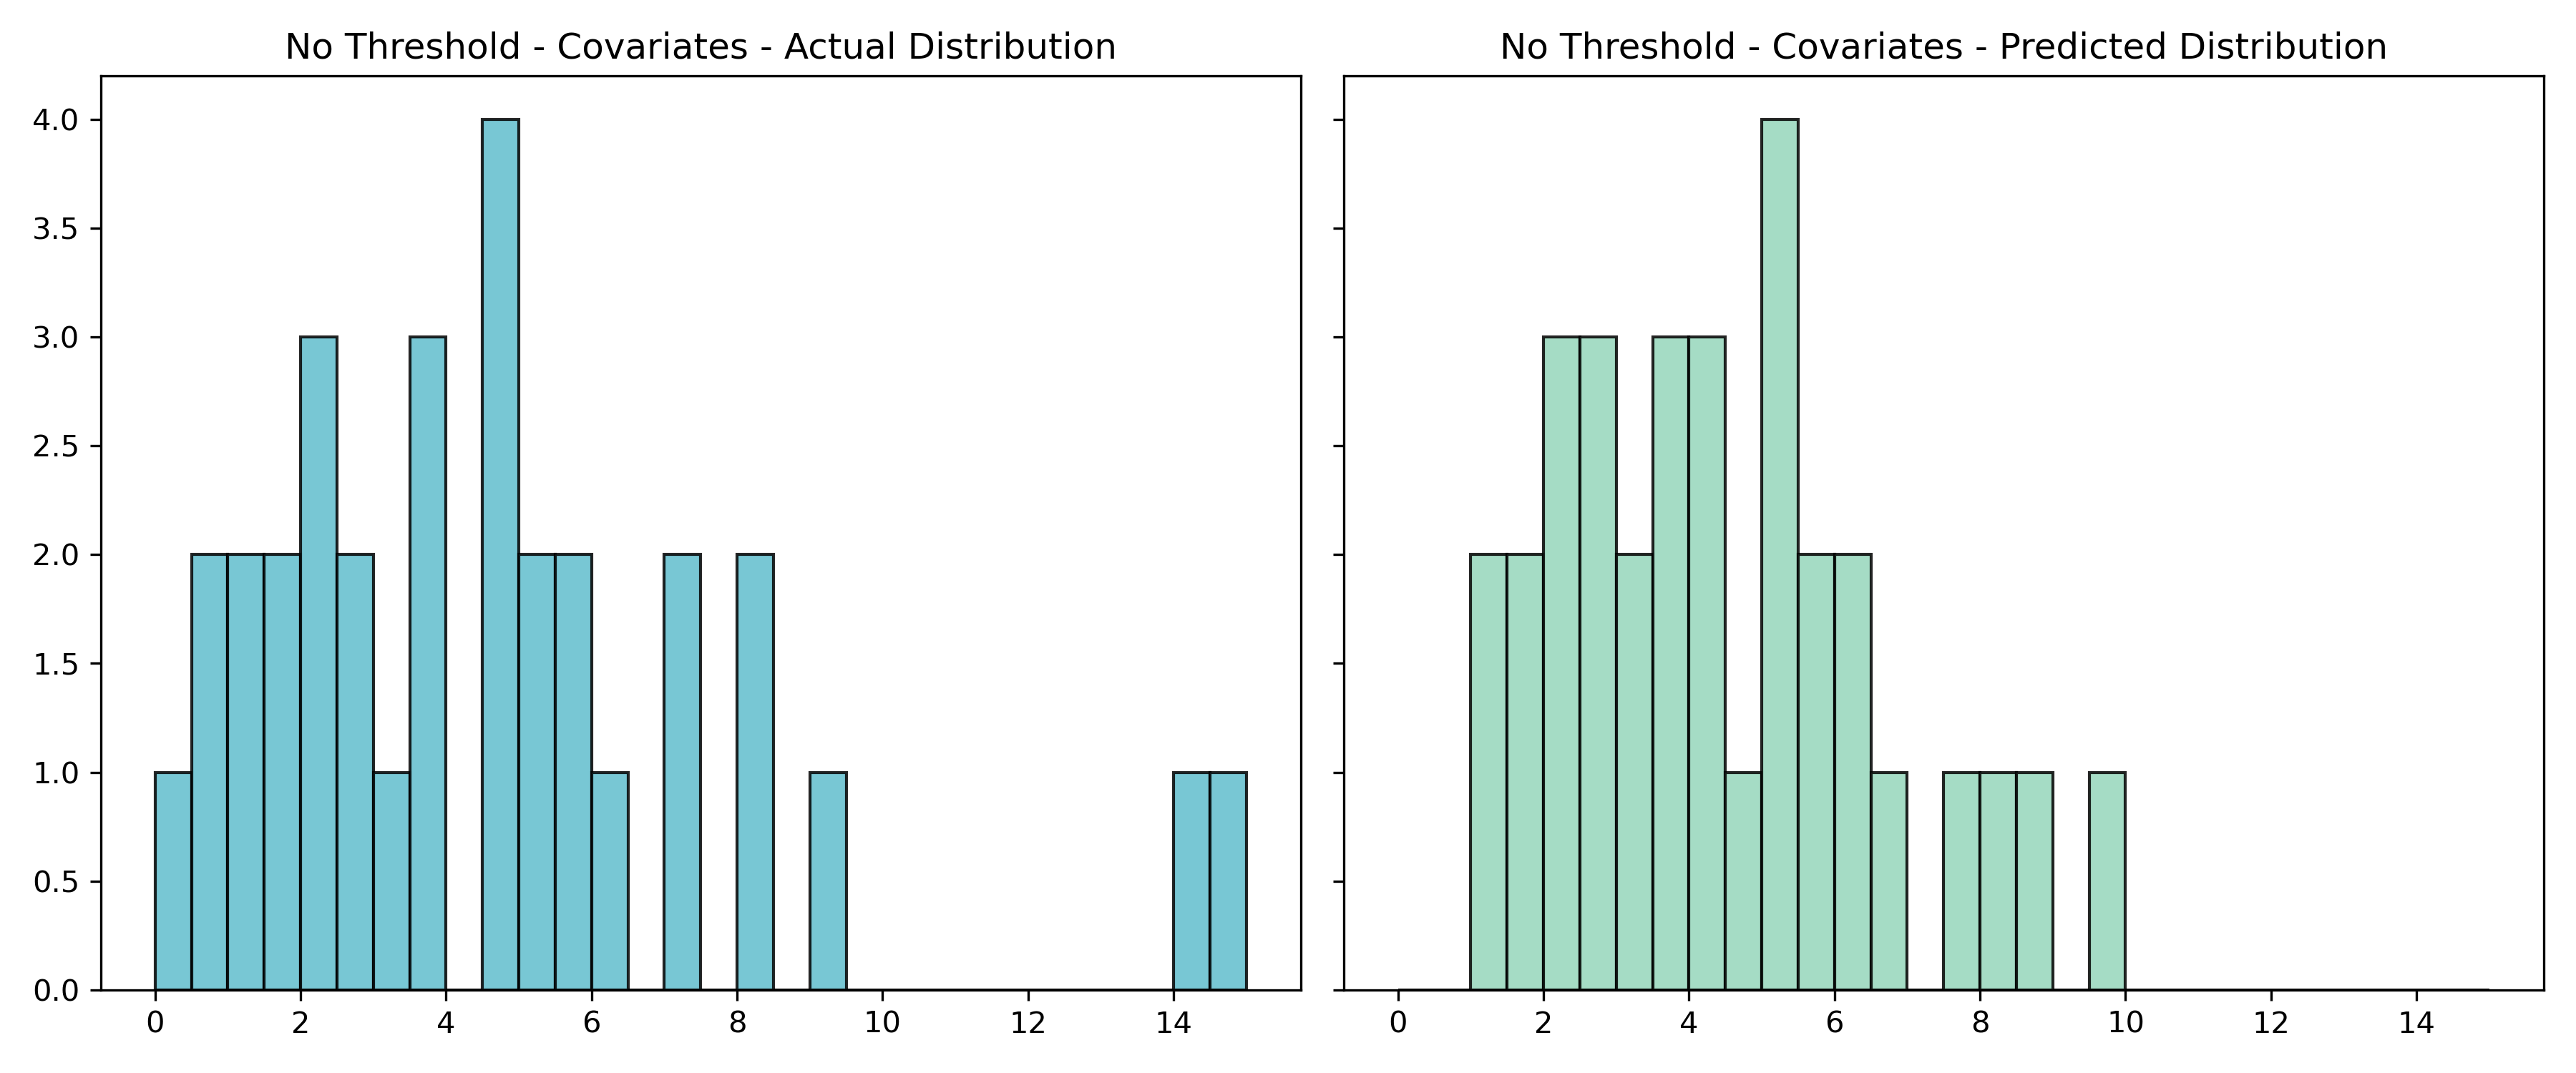 No Threshold - Covariates - Actual Distribution
No Threshold - Covariates - Predicted Distribution
4.0
3.5
3.0
2.5
2.0
1.5
1.0
0.5
0.0
0 2 4 6 8 10 12 14
0 2 4 6 8 10 12 14